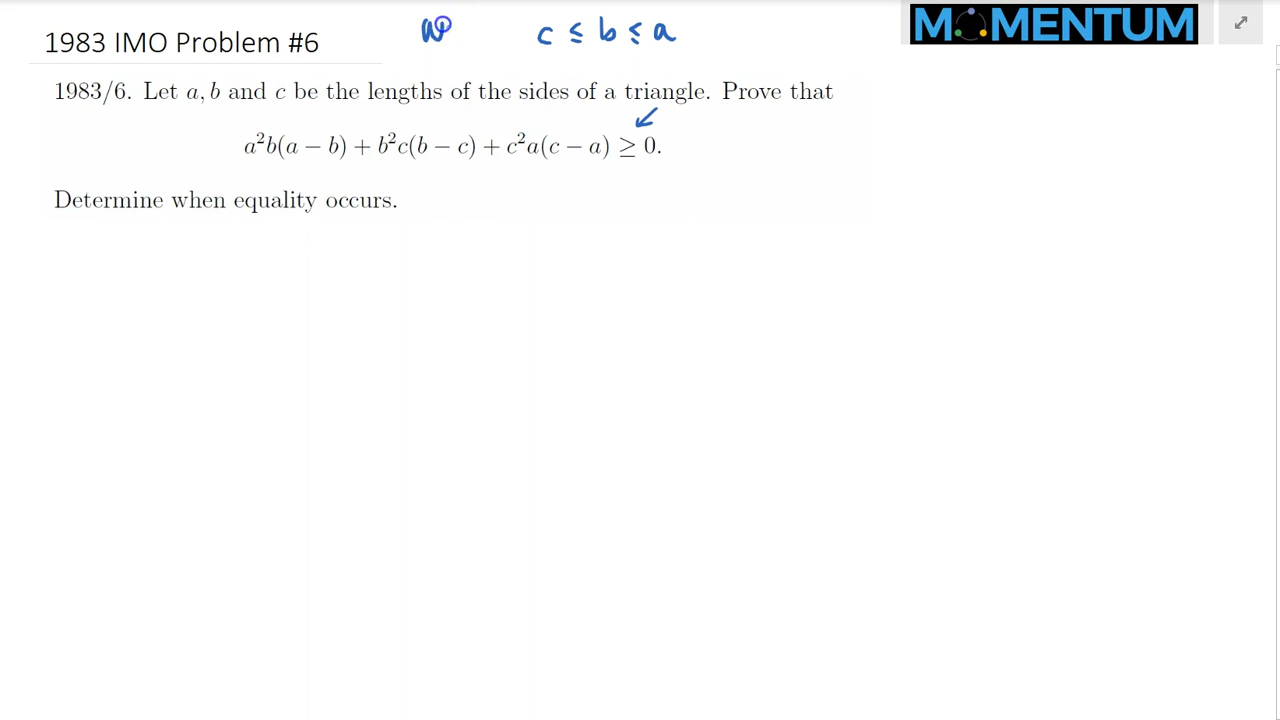 1983 IMO Problem #6
c ≤ b ≤ a
MOMENTUM
1983/6. Let a, b and c be the lengths of the sides of a triangle. Prove that
a²b(a − b) + b²c(b − c) + c²a(c − a) ≥ 0.
Determine when equality occurs.